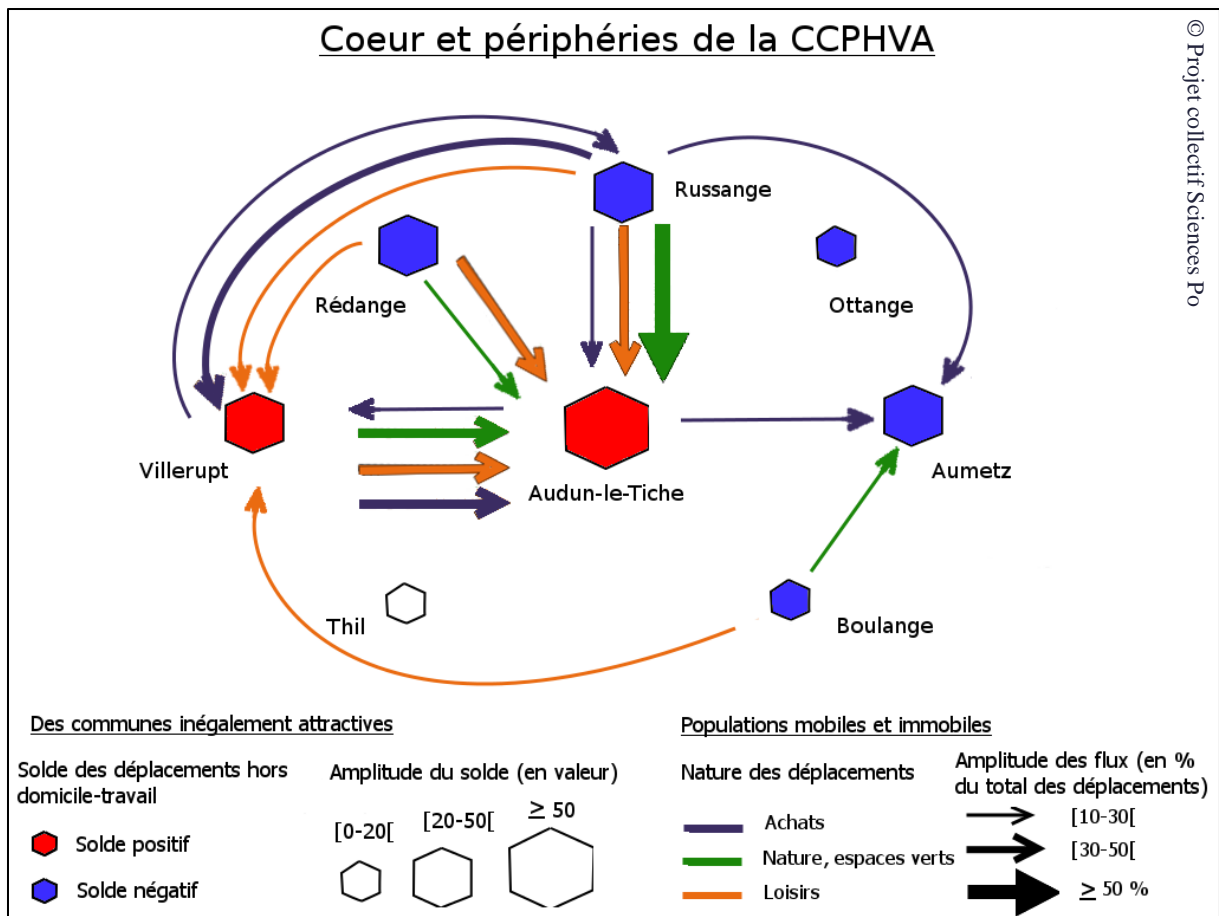 Coeur et périphéries de la CCPHVA
© Projet collectif Sciences Po
Russange
Rédange
Ottange
Villerupt
Audun-le-Tiche
Aumetz
Thil
Boulange
Des communes inégalement attractives
Solde des déplacements hors
domicile-travail
Solde positif
Solde négatif
Amplitude du solde (en valeur)
[0-20[
[20-50[
≥ 50
Populations mobiles et immobiles
Nature des déplacements
Achats
Nature, espaces verts
Loisirs
Amplitude des flux (en %
du total des déplacements)
[10-30[
[30-50[
≥ 50 %